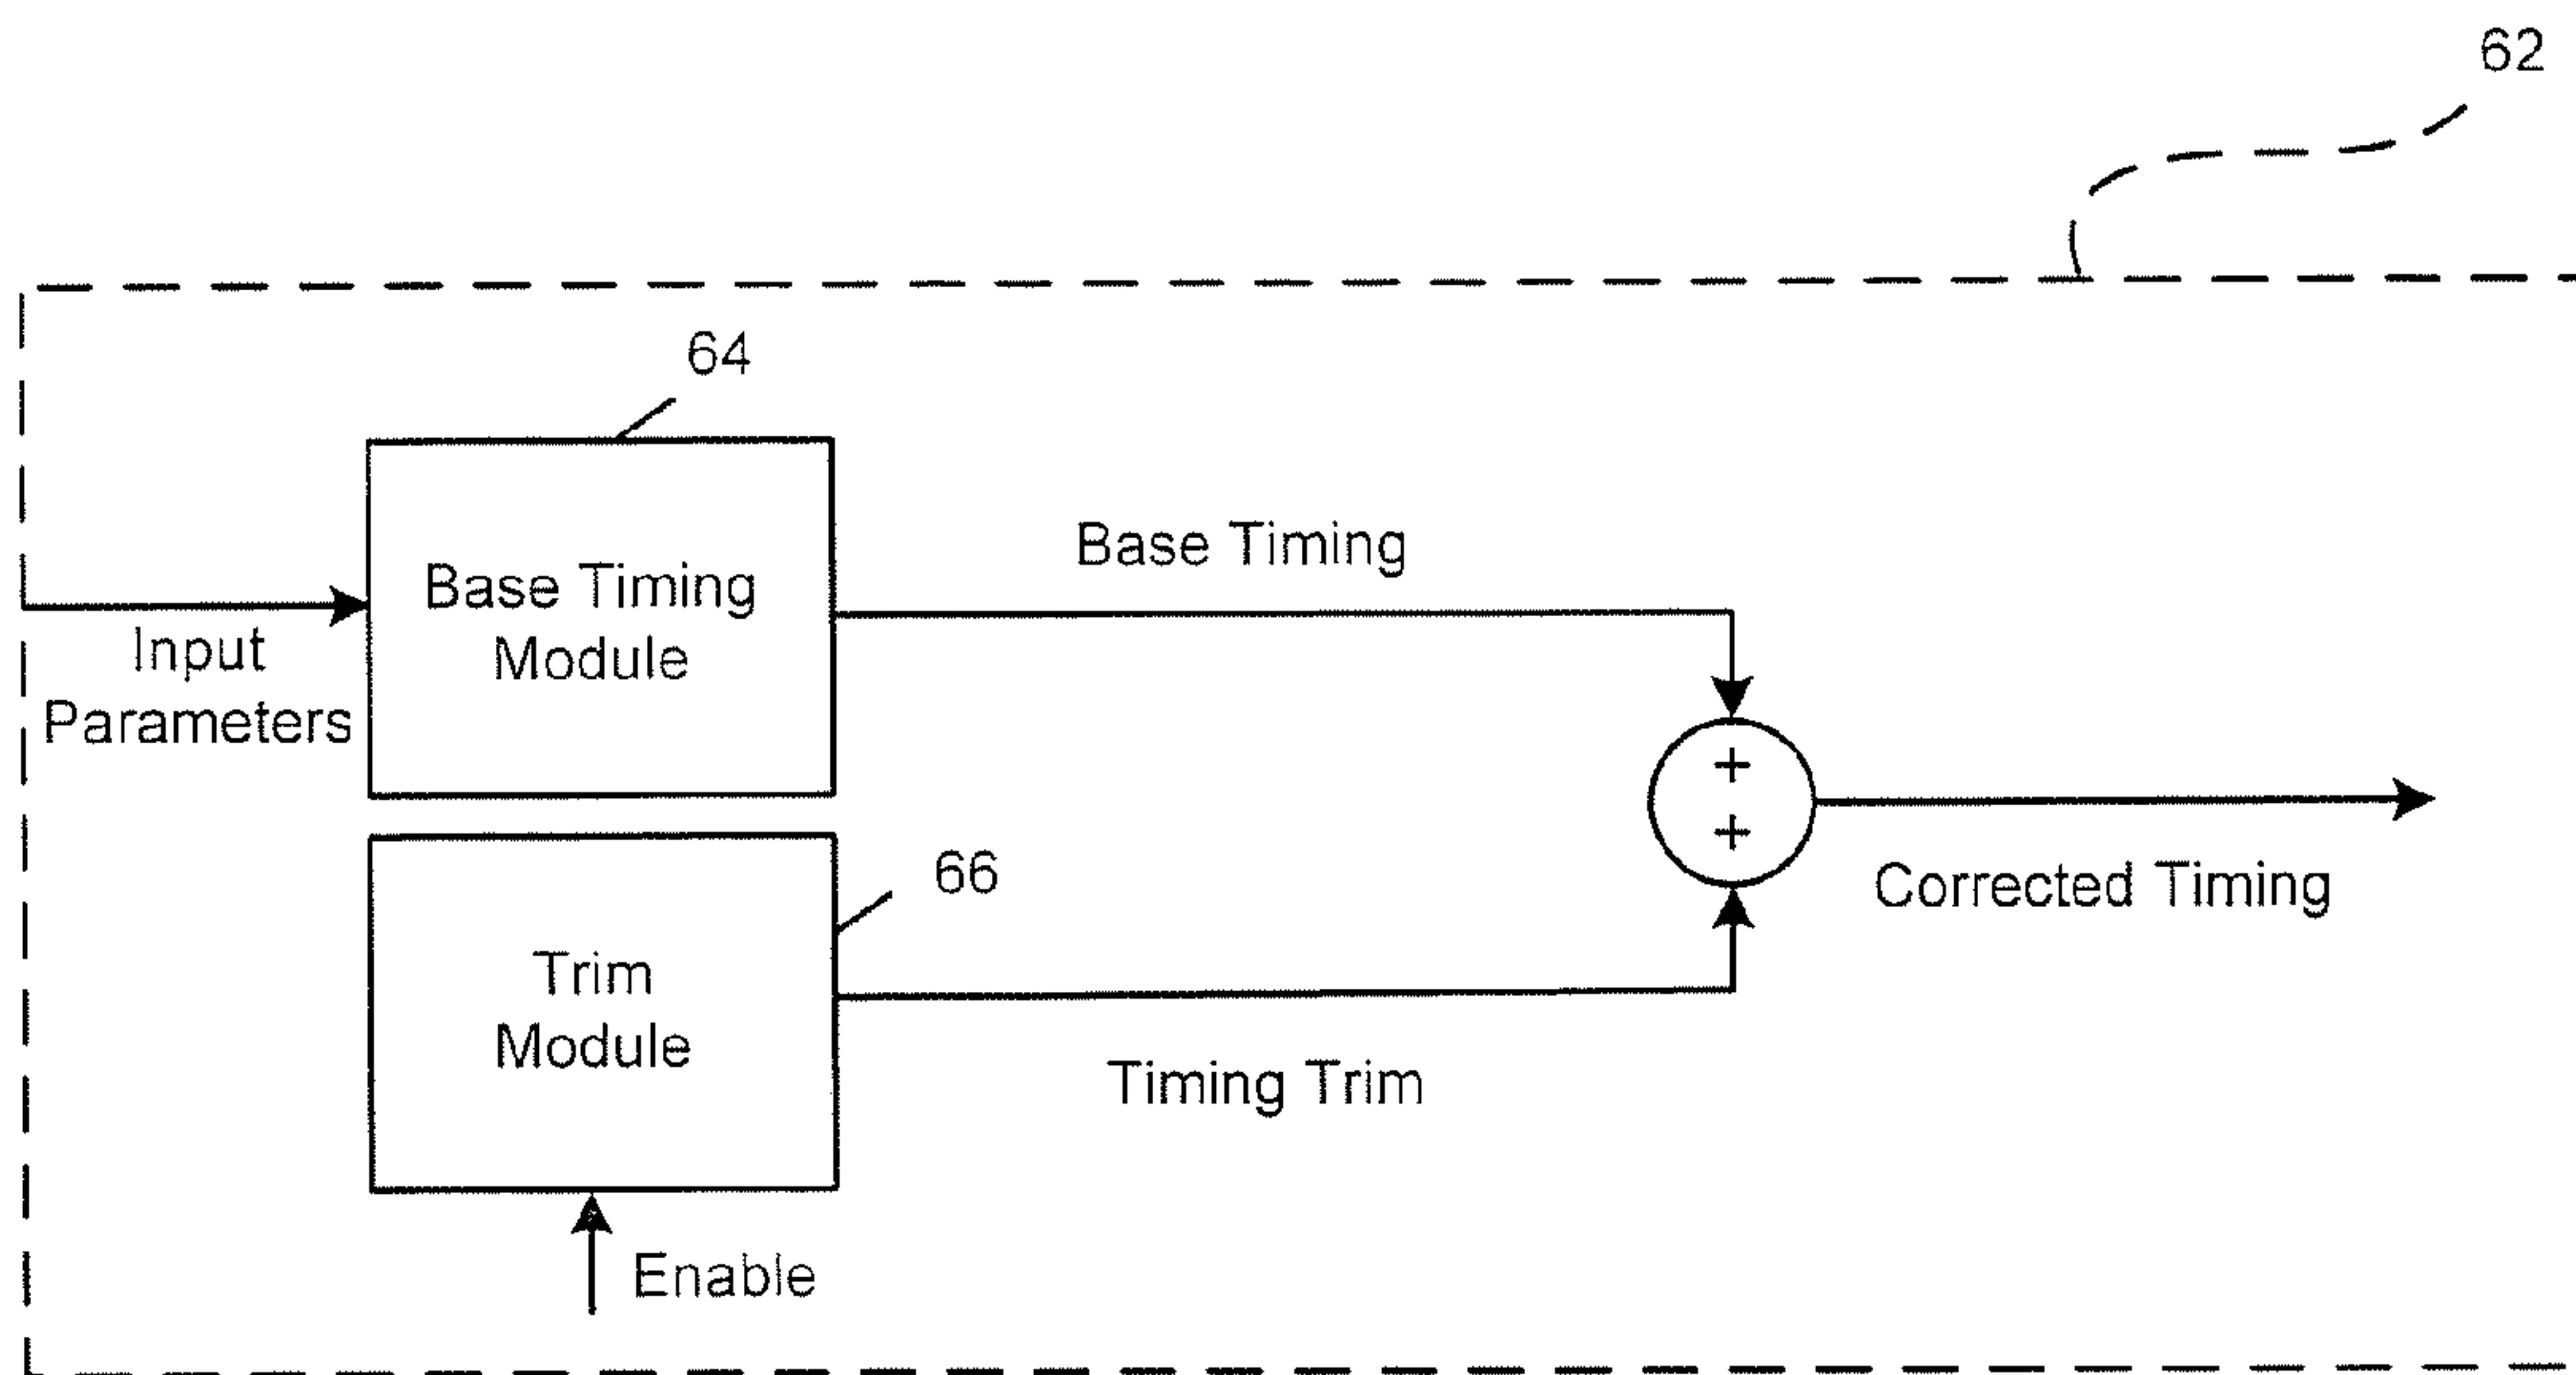 62
64
Base Timing
Module
Base Timing
Input
Parameters
+
+
Corrected Timing
66
Trim
Module
Timing Trim
Enable